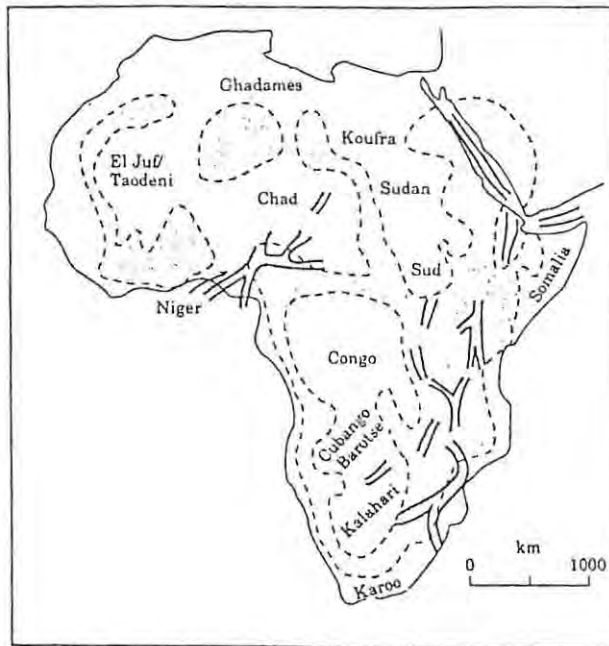 Ghadames
Koufra
El Juf/
Taodeni
Chad
Sudan
Sud
Somalia
Niger
Congo
Cubango
Barotse
Kalahari
km
0 1000
Karoo